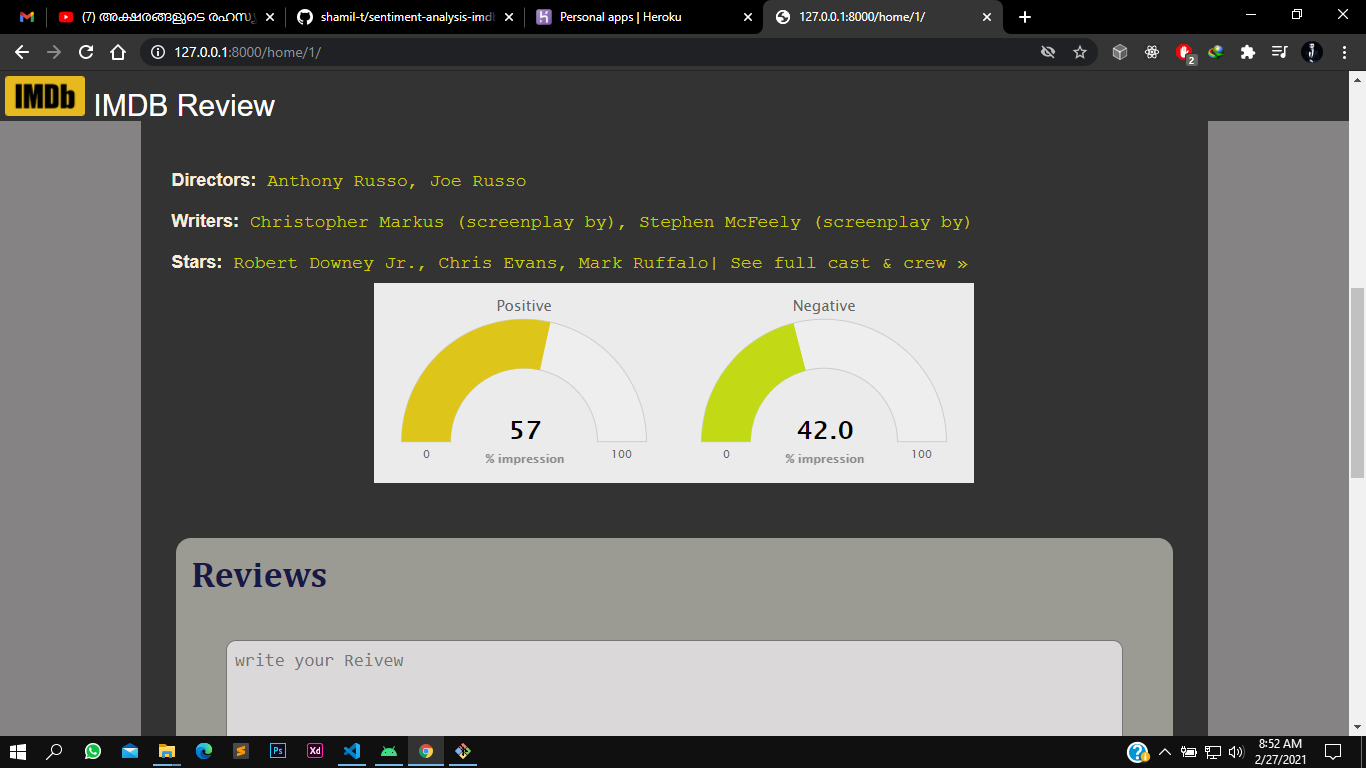 (7) അക്ഷരങ്ങളുടെ രഹസ്യ
shamil-t/sentiment-analysis-imdb
Personal apps | Heroku
127.0.0.1:8000/home/1/
127.0.0.1:8000/home/1/
2
IMDb IMDB Review
Directors: Anthony Russo, Joe Russo
Writers: Christopher Markus (screenplay by), Stephen McFeely (screenplay by)
Stars: Robert Downey Jr., Chris Evans, Mark Ruffalo| See full cast & crew »
Positive
57
% impression
0
100
Negative
42.0
% impression
0
100
Reviews
write your Reivew
Ps
Xd
8:52 AM
2/27/2021